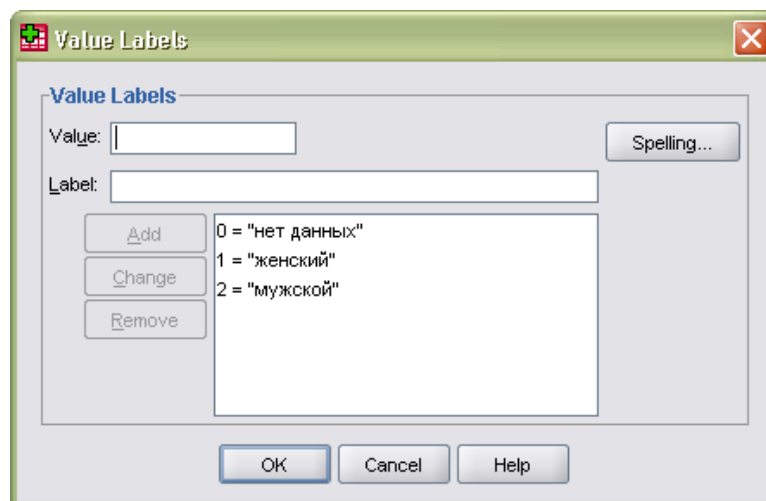 Value Labels
Value Labels
Value:
Spelling...
Label:
Add
0 = "нет данных"
Change
1 = "женский"
2 = "мужской"
Remove
OK
Cancel
Help